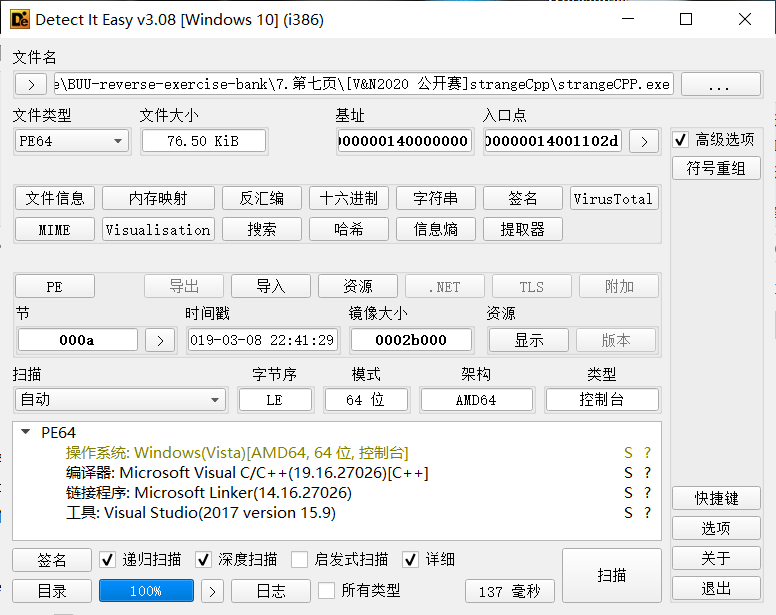 Detect It Easy v3.08 [Windows 10] (i386)
文件名
> e\BUU-reverse-exercise-bank\7.第七页\[V&N2020 公开赛]strangeCpp\strangeCPP.exe ...
文件类型 文件大小 基址 入口点
PE64 76.50 KiB 000000140000000 00000014001102d > 高级选项
符号重组
文件信息 内存映射 反汇编 十六进制 字符串 签名 VirusTotal
MIME Visualisation 搜索 哈希 信息熵 提取器
PE 导出 导入 资源 .NET TLS 附加
节 时间戳 镜像大小 资源
000a > 019-03-08 22:41:29 0002b000 显示 版本
扫描 字节序 模式 架构 类型
自动 LE 64 位 AMD64 控制台
PE64
操作系统: Windows(Vista)[AMD64, 64 位, 控制台] S ?
编译器: Microsoft Visual C/C++(19.16.27026)[C++] S ?
链接程序: Microsoft Linker(14.16.27026) S ?
工具: Visual Studio(2017 version 15.9) S ?
快捷键
选项
签名 递归扫描 深度扫描 启发式扫描 详细 扫描 关于
目录 100% > 日志 所有类型 137 毫秒 退出